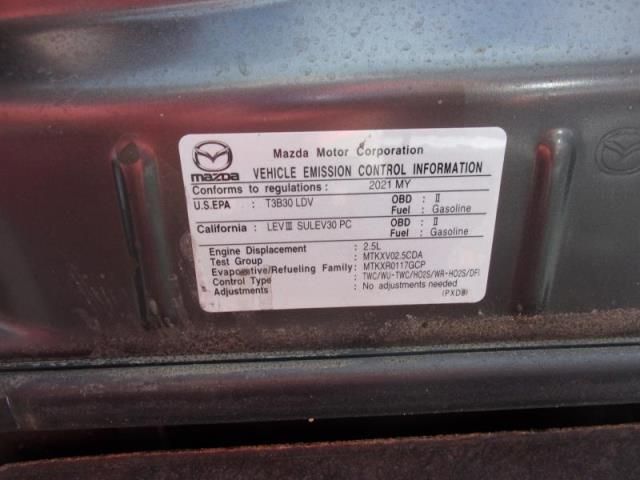 mazda
Mazda Motor Corporation
VEHICLE EMISSION CONTROL INFORMATION
Conforms to regulations : 2021 MY
U.S.EPA : T3B30 LDV OBD : II
Fuel : Gasoline
California : LEVIII SULEV30 PC OBD : II
Fuel : Gasoline
Engine Displacement : 2.5L
Test Group : MTKXV02.5CDA
Evaporative/Refueling Family: MTKXR0117GCP
Control Type : TWC/WU-TWC/HO2S/WR-HO2S/DFI
Adjustments : No adjustments needed